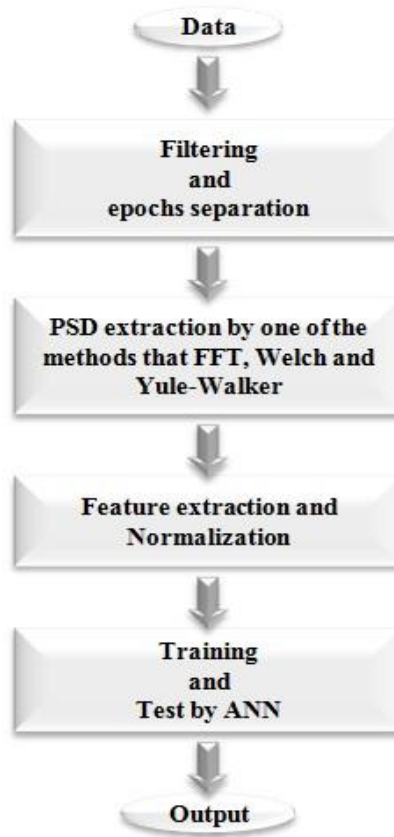 Data
Filtering
and
epochs separation
PSD extraction by one of the
methods that FFT, Welch and
Yule-Walker
Feature extraction and
Normalization
Training
and
Test by ANN
Output